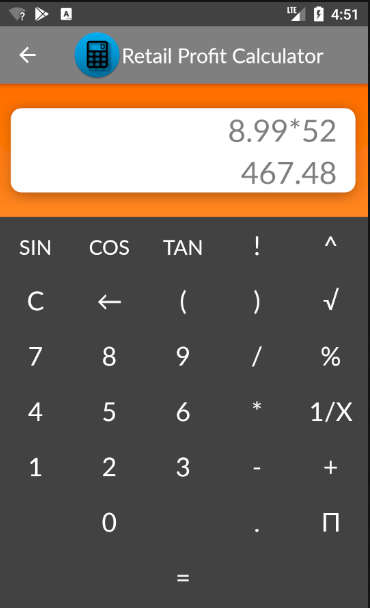 LTE 4:51
Retail Profit Calculator
8.99*52
467.48
SIN COS TAN ! ^
C ← ( ) √
7 8 9 / %
4 5 6 * 1/X
1 2 3 - +
0 . Π
=